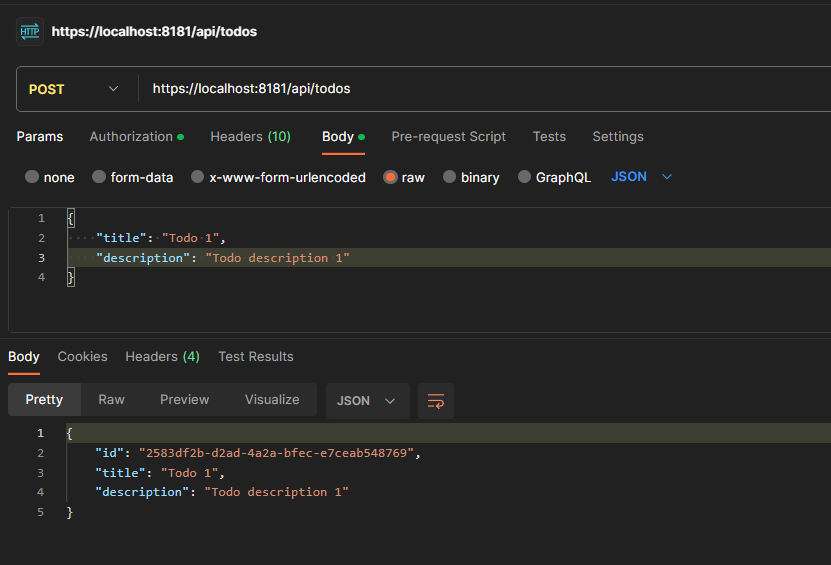 HTTP https://localhost:8181/api/todos
POST https://localhost:8181/api/todos
Params Authorization Headers (10) Body Pre-request Script Tests Settings
none form-data x-www-form-urlencoded raw binary GraphQL JSON
1 {
2 "title": "Todo 1",
3 "description": "Todo description 1"
4 }
Body Cookies Headers (4) Test Results
Pretty Raw Preview Visualize JSON
1 {
2 "id": "2583df2b-d2ad-4a2a-bfec-e7ceab548769",
3 "title": "Todo 1",
4 "description": "Todo description 1"
5 }